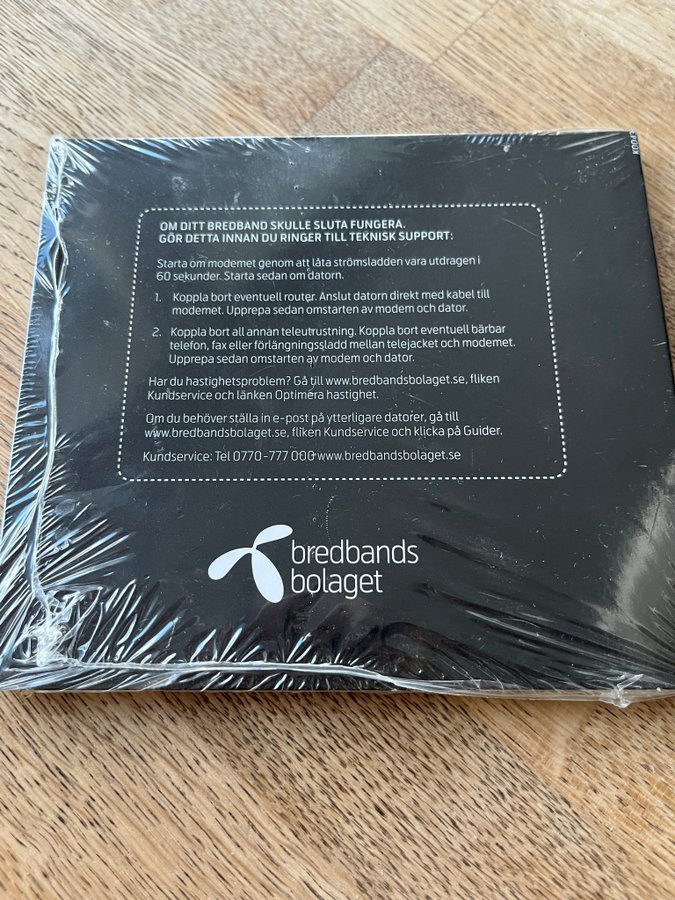 OM DITT BREDBAND SKULLE SLUTA FUNGERA.
GÖR DETTA INNAN DU RINGER TILL TEKNISK SUPPORT:
Starta om modemet genom att låta strömsladden vara utdragen i
60 sekunder. Starta sedan om datorn.
1. Koppla bort eventuell router. Anslut datorn direkt med kabel till
modemet. Upprepa sedan omstarten av modem och dator.
2. Koppla bort all annan teleutrustning. Koppla bort eventuell bärbar
telefon, fax eller förlängningssladd mellan telejacket och modemet.
Upprepa sedan omstarten av modem och dator.
Har du hastighetsproblem? Gå till www.bredbandsbolaget.se, fliken
Kundservice och länken Optimera hastighet.
Om du behöver ställa in e-post på ytterligare datorer, gå till
www.bredbandsbolaget.se, fliken Kundservice och klicka på Guider.
Kundservice: Tel 0770-777 000 www.bredbandsbolaget.se
bredbands
bolaget